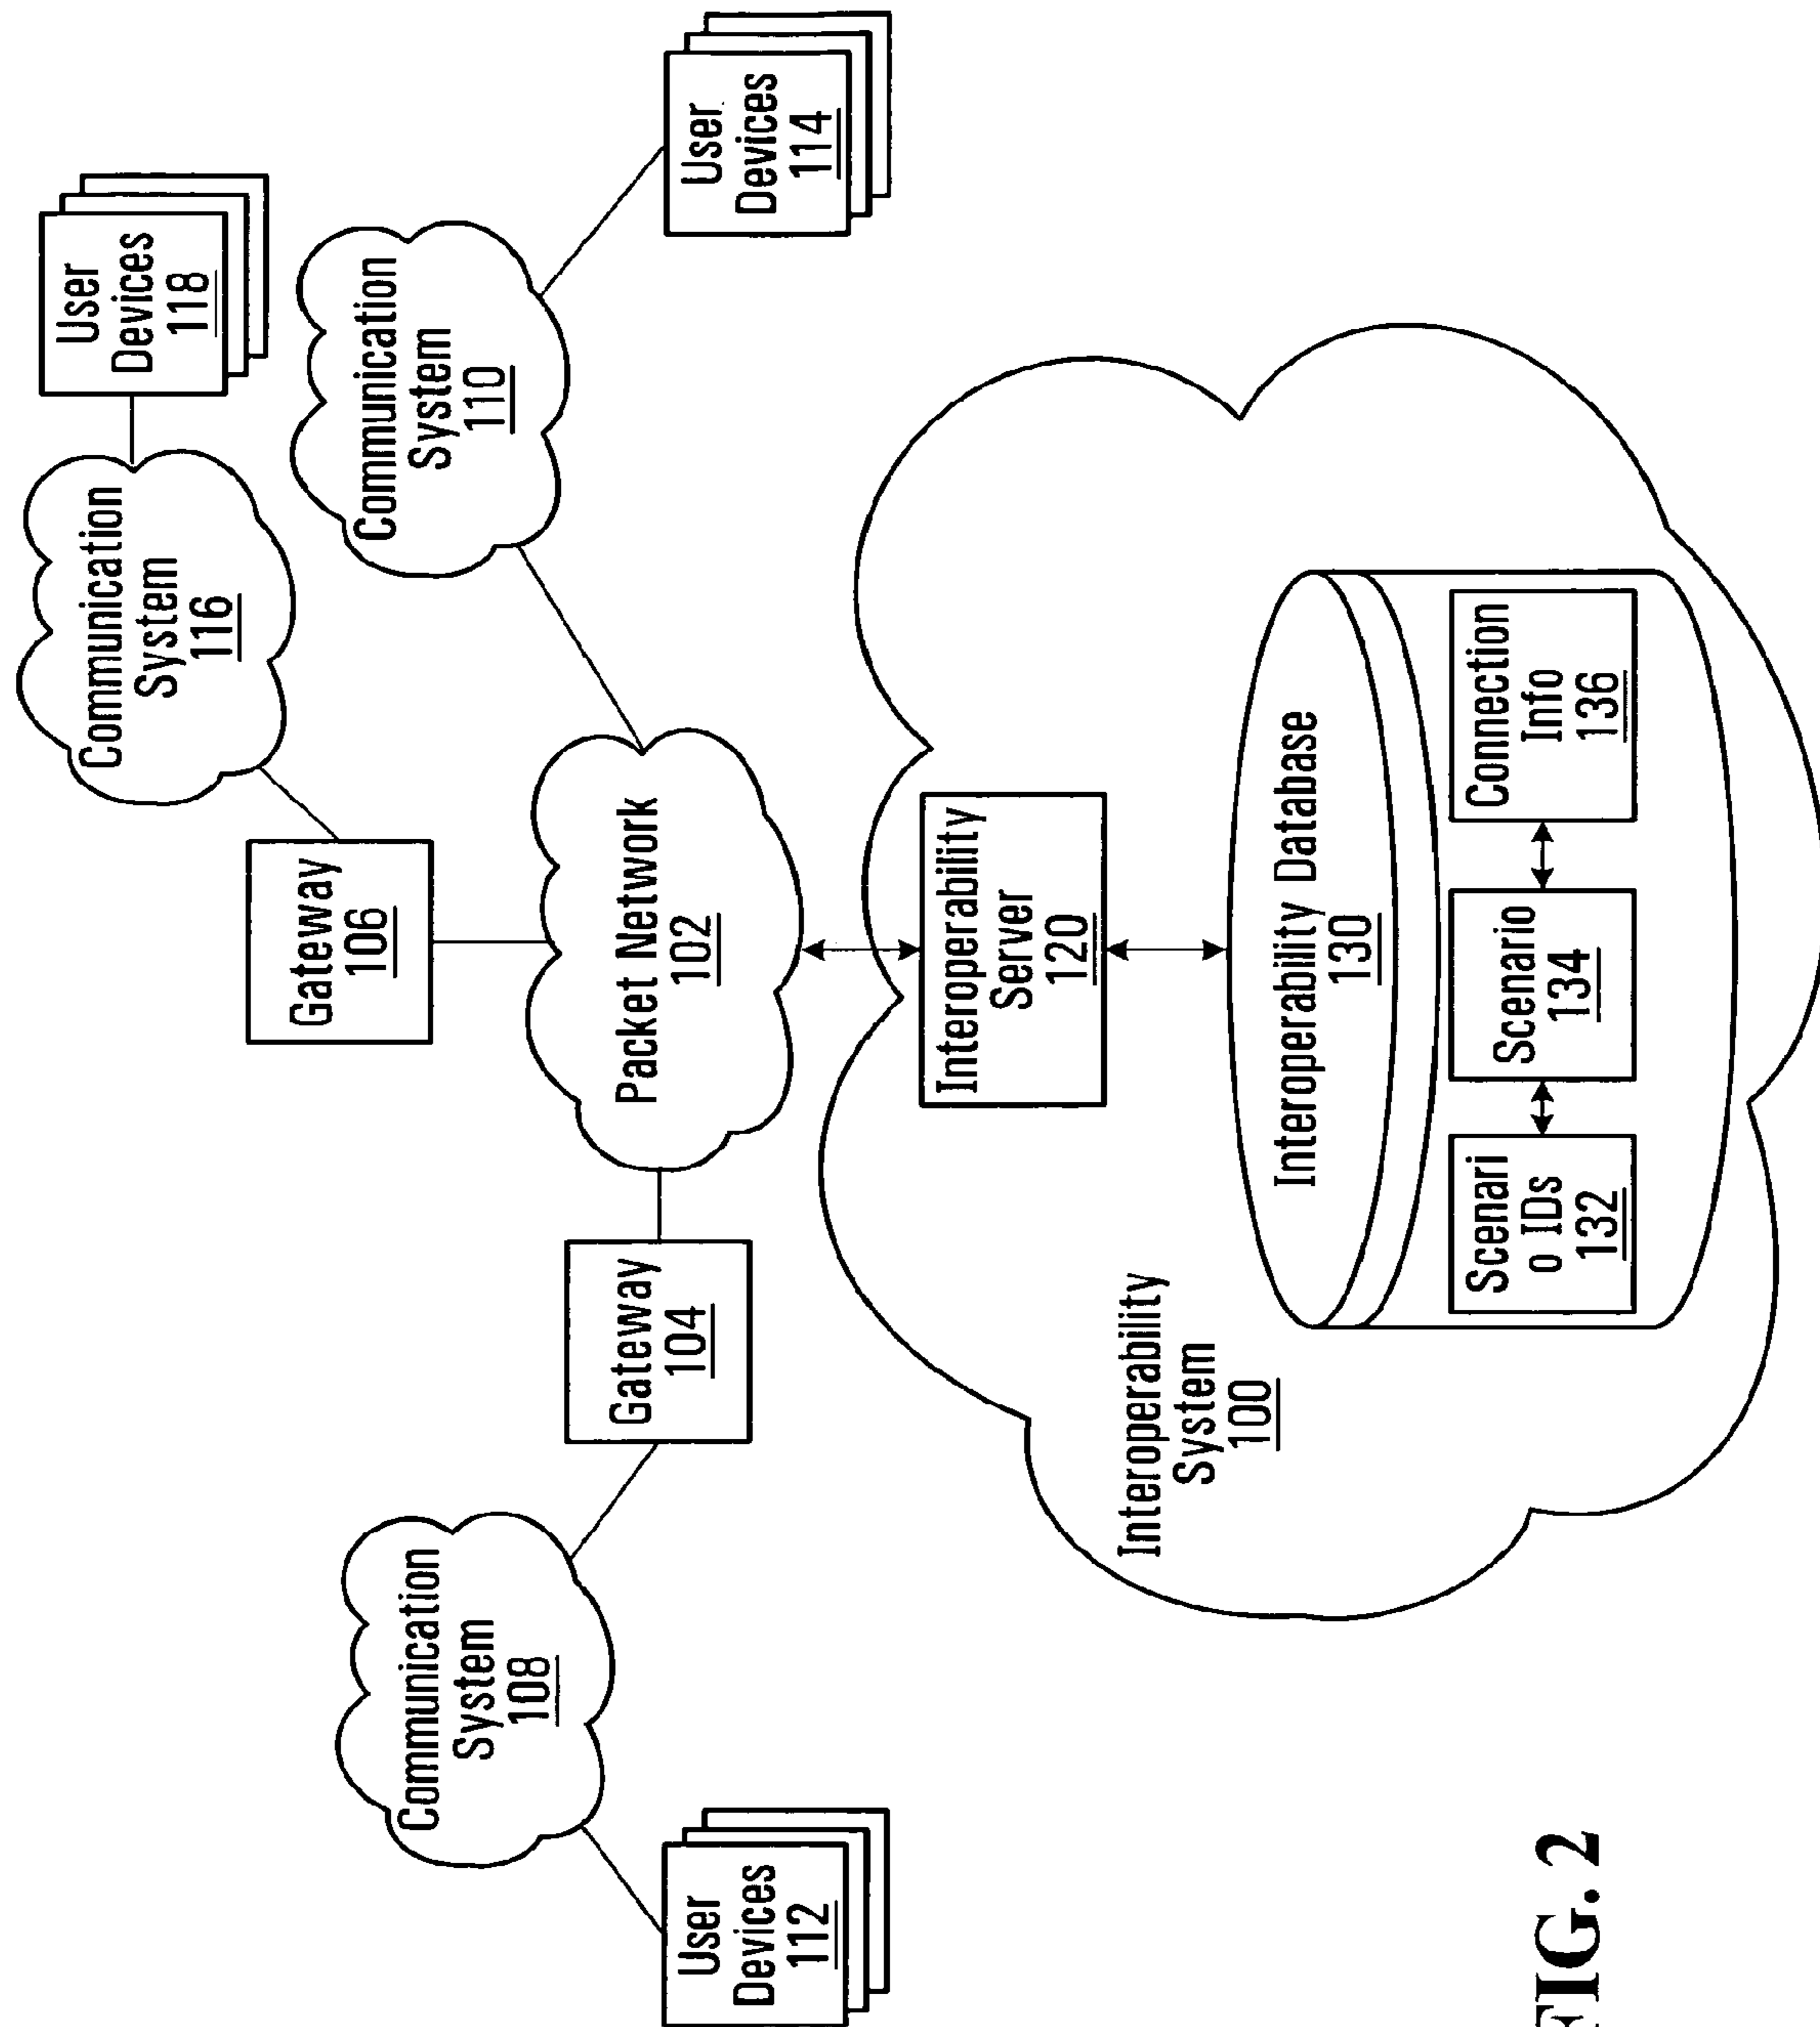 User
Devices
118
Communication
System
116
Communication
System
110
User
Devices
114
Gateway
106
Packet Network
102
Gateway
104
Communication
System
108
User
Devices
112
Interoperability
Server
120
Interoperability
System
100
Interoperability Database
130
Scenari
o IDs
132
Scenario
134
Connection
Info
136
FIG. 2